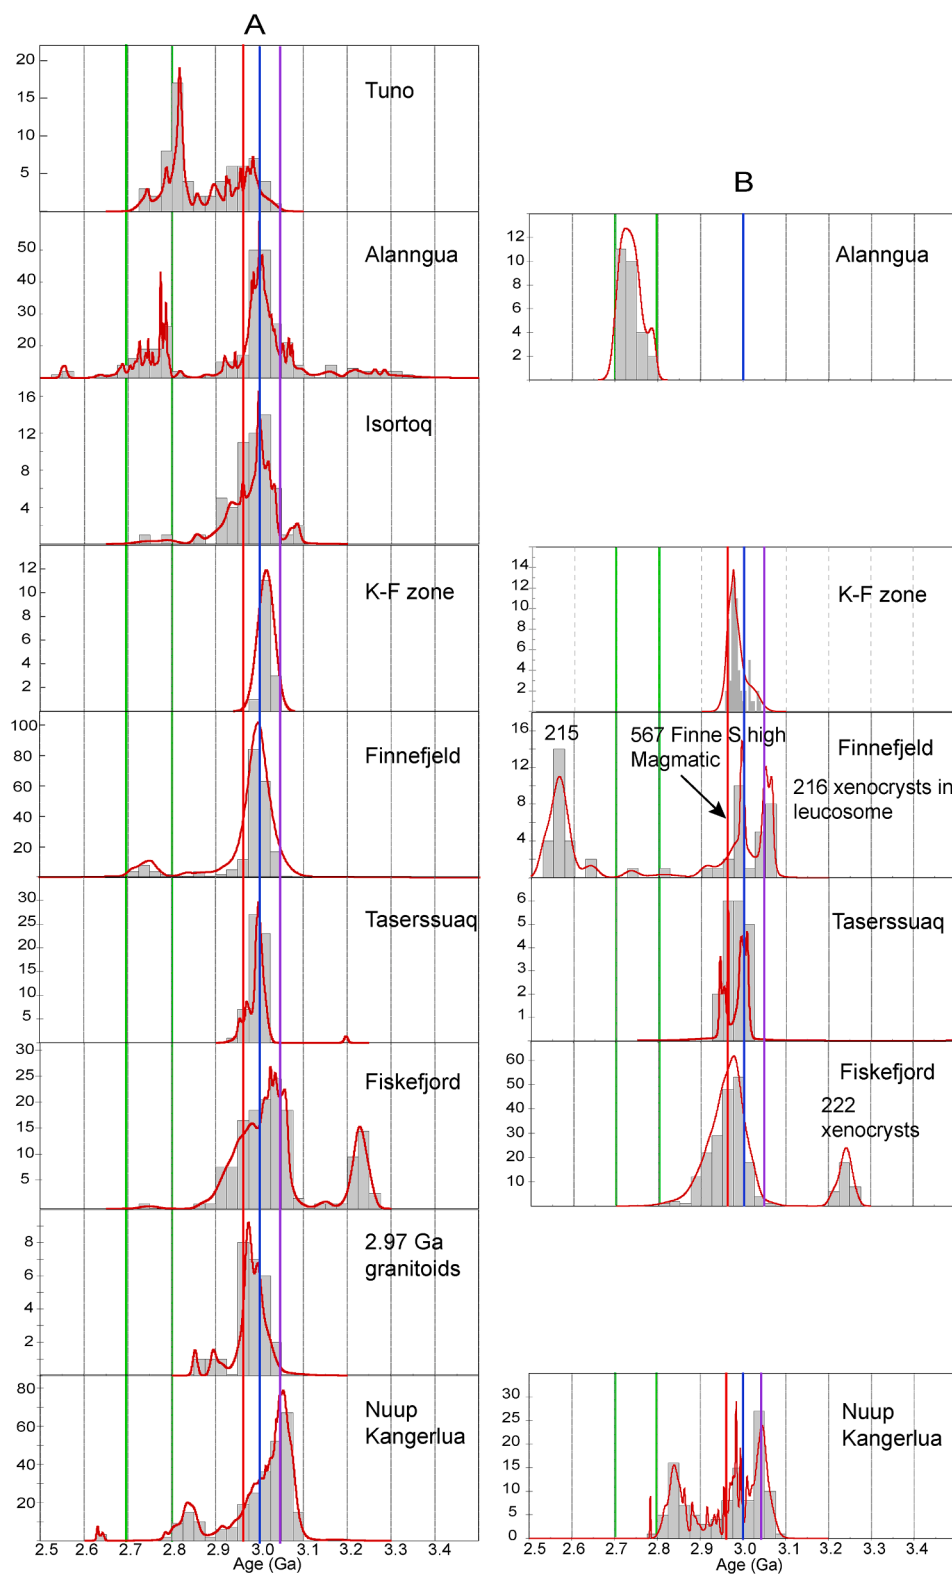 A
20
15
10
5
Tuno
50
40
30
20
Alanngua
16
12
8
4
Isortoq
12
10
8
6
4
2
K-F zone
100
80
60
40
20
Finnefjeld
30
25
20
15
10
5
Taserssuaq
30
25
20
15
10
5
Fiskefjord
8
6
4
2
2.97 Ga
granitoids
80
60
40
20
Nuup
Kangerlua
2.5 2.6 2.7 2.8 2.9 3.0 3.1 3.2 3.3 3.4
Age (Ga)
B
12
10
8
6
4
2
Alanngua
16
14
12
10
8
6
4
2
K-F zone
16
12
8
4
215
567 Finne S high
Magmatic
Finnefjeld
216 xenocrysts in
leucosome
6
5
4
3
2
1
Taserssuaq
60
50
40
30
20
10
Fiskefjord
222
xenocrysts
30
25
20
15
10
5
0
Nuup
Kangerlua
2.5 2.6 2.7 2.8 2.9 3.0 3.1 3.2 3.3 3.4
Age (Ga)